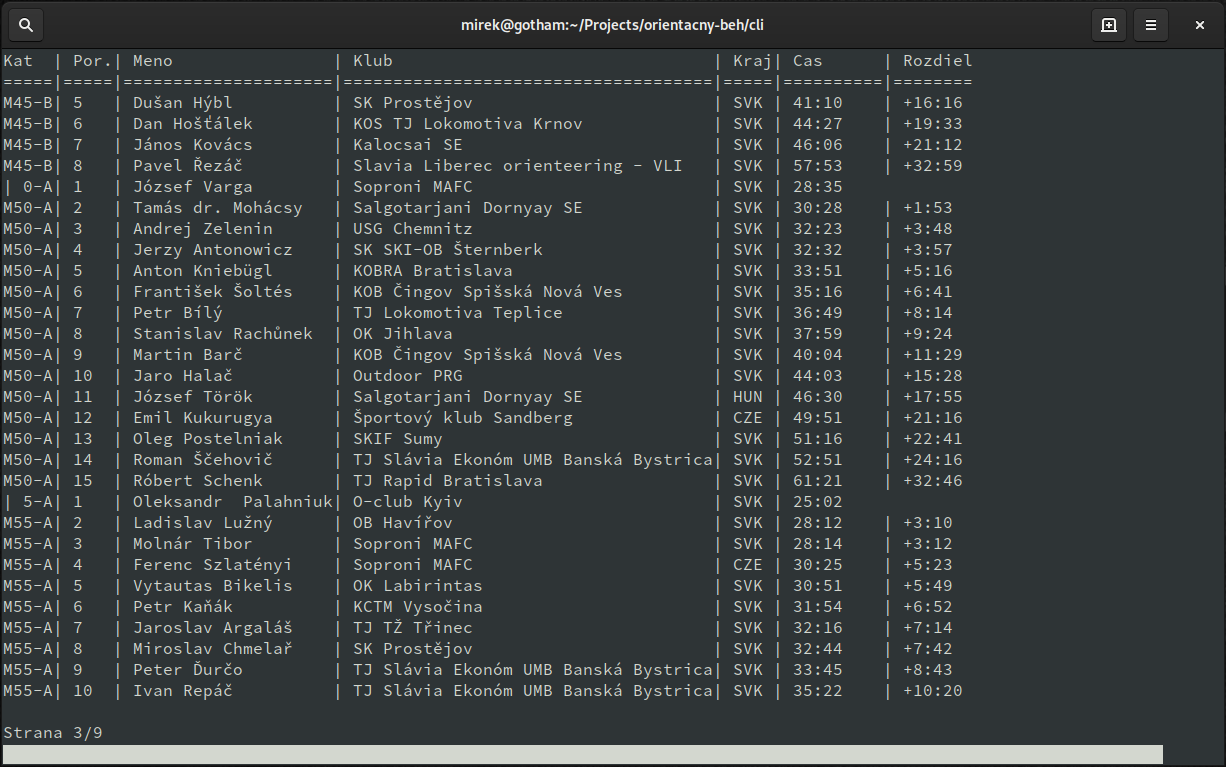 mirek@gotham:~/Projects/orientacny-beh/cli
Kat  | Por.| Meno                | Klub                                | Kraj| Cas      | Rozdiel
=====|=====|=====================|=====================================|=====|==========|========
M45-B| 5   | Dušan Hýbl          | SK Prostějov                        | SVK | 41:10    | +16:16
M45-B| 6   | Dan Hošťálek        | KOS TJ Lokomotiva Krnov             | SVK | 44:27    | +19:33
M45-B| 7   | János Kovács        | Kalocsai SE                         | SVK | 46:06    | +21:12
M45-B| 8   | Pavel Řezáč         | Slavia Liberec orienteering - VLI   | SVK | 57:53    | +32:59
| 0-A| 1   | József Varga        | Soproni MAFC                        | SVK | 28:35
M50-A| 2   | Tamás dr. Mohácsy   | Salgotarjani Dornyay SE             | SVK | 30:28    | +1:53
M50-A| 3   | Andrej Zelenin      | USG Chemnitz                        | SVK | 32:23    | +3:48
M50-A| 4   | Jerzy Antonowicz    | SK SKI-OB Šternberk                 | SVK | 32:32    | +3:57
M50-A| 5   | Anton Kniebügl      | KOBRA Bratislava                    | SVK | 33:51    | +5:16
M50-A| 6   | František Šoltés    | KOB Čingov Spišská Nová Ves         | SVK | 35:16    | +6:41
M50-A| 7   | Petr Bílý           | TJ Lokomotiva Teplice               | SVK | 36:49    | +8:14
M50-A| 8   | Stanislav Rachůnek  | OK Jihlava                          | SVK | 37:59    | +9:24
M50-A| 9   | Martin Barč         | KOB Čingov Spišská Nová Ves         | SVK | 40:04    | +11:29
M50-A| 10  | Jaro Halač          | Outdoor PRG                         | SVK | 44:03    | +15:28
M50-A| 11  | József Török        | Salgotarjani Dornyay SE             | HUN | 46:30    | +17:55
M50-A| 12  | Emil Kukurugya      | Športový klub Sandberg              | CZE | 49:51    | +21:16
M50-A| 13  | Oleg Postelniak     | SKIF Sumy                           | SVK | 51:16    | +22:41
M50-A| 14  | Roman Ščehovič      | TJ Slávia Ekonóm UMB Banská Bystrica| SVK | 52:51    | +24:16
M50-A| 15  | Róbert Schenk       | TJ Rapid Bratislava                 | SVK | 61:21    | +32:46
| 5-A| 1   | Oleksandr  Palahniuk| O-club Kyiv                         | SVK | 25:02
M55-A| 2   | Ladislav Lužný      | OB Havířov                          | SVK | 28:12    | +3:10
M55-A| 3   | Molnár Tibor        | Soproni MAFC                        | SVK | 28:14    | +3:12
M55-A| 4   | Ferenc Szlatényi    | Soproni MAFC                        | CZE | 30:25    | +5:23
M55-A| 5   | Vytautas Bikelis    | OK Labirintas                       | SVK | 30:51    | +5:49
M55-A| 6   | Petr Kaňák          | KCTM Vysočina                       | SVK | 31:54    | +6:52
M55-A| 7   | Jaroslav Argaláš    | TJ TŽ Třinec                        | SVK | 32:16    | +7:14
M55-A| 8   | Miroslav Chmelař    | SK Prostějov                        | SVK | 32:44    | +7:42
M55-A| 9   | Peter Ďurčo         | TJ Slávia Ekonóm UMB Banská Bystrica| SVK | 33:45    | +8:43
M55-A| 10  | Ivan Repáč          | TJ Slávia Ekonóm UMB Banská Bystrica| SVK | 35:22    | +10:20
Strana 3/9